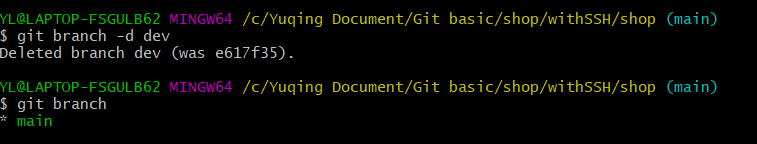 YL@LAPTOP-FSGULB62 MINGW64 /c/Yuqing Document/Git basic/shop/withSSH/shop (main)
$ git branch -d dev
Deleted branch dev (was e617f35).
YL@LAPTOP-FSGULB62 MINGW64 /c/Yuqing Document/Git basic/shop/withSSH/shop (main)
$ git branch
* main